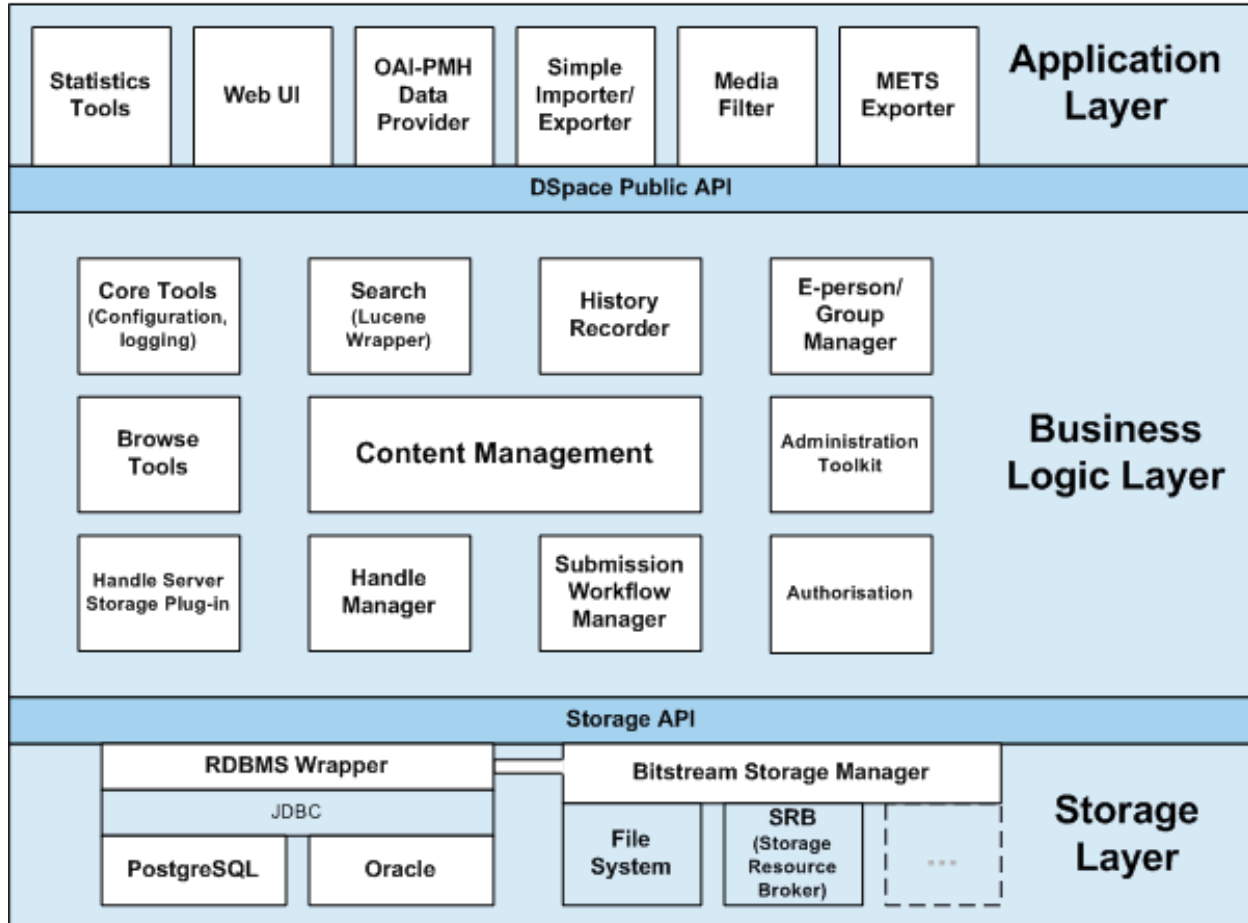 Statistics
Tools
Web UI
OAI-PMH
Data
Provider
Simple
Importer/
Exporter
Media
Filter
METS
Exporter
Application
Layer
DSpace Public API
Core Tools
(Configuration,
logging)
Search
(Lucene
Wrapper)
History
Recorder
E-person/
Group
Manager
Browse
Tools
Content Management
Administration
Toolkit
Business
Logic Layer
Handle Server
Storage Plug-in
Handle
Manager
Submission
Workflow
Manager
Authorisation
Storage API
RDBMS Wrapper
JDBC
PostgreSQL
Oracle
Bitstream Storage Manager
File
System
SRB
(Storage
Resource
Broker)
...
Storage
Layer